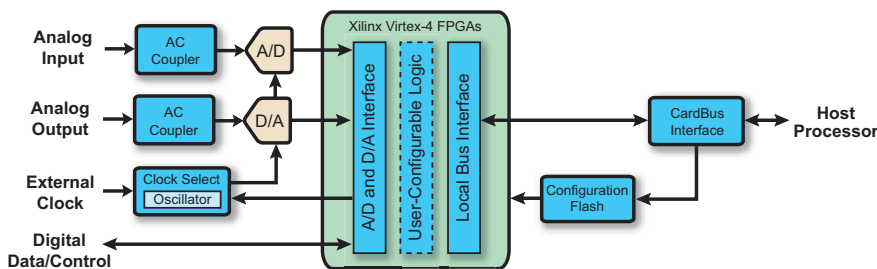 Xilinx Virtex-4 FPGAs
Analog
Input
AC
Coupler
A/D
Analog
Output
AC
Coupler
D/A
External
Clock
Clock Select
Oscillator
Digital
Data/Control
A/D and D/A Interface
User-Configurable Logic
Local Bus Interface
CardBus
Interface
Host
Processor
Configuration
Flash